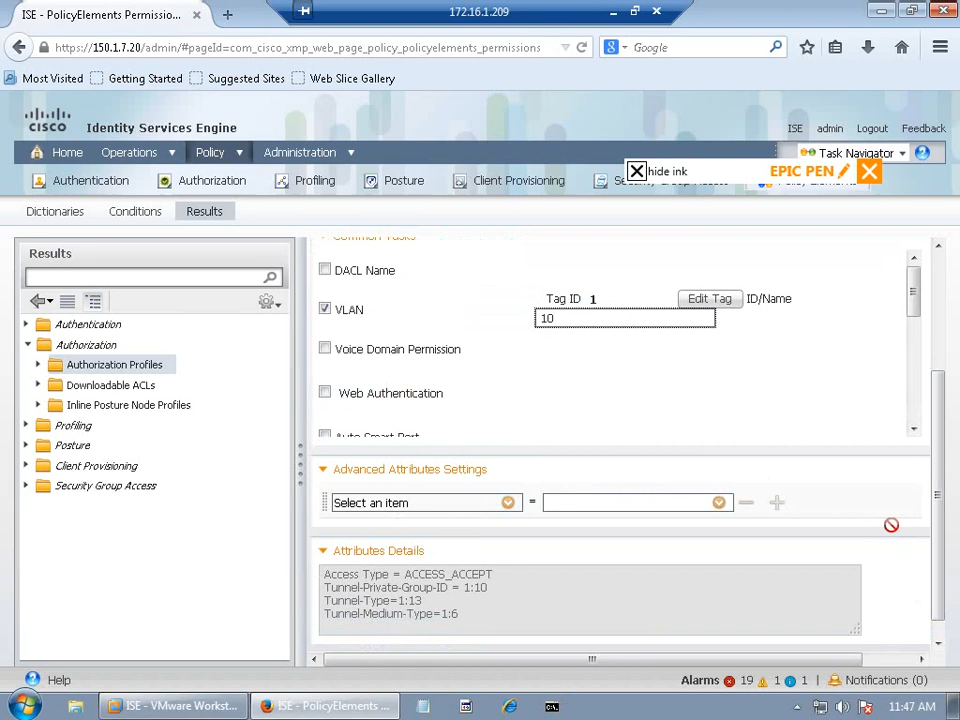 ISE - PolicyElements Permissio...
172.16.1.209
https://150.1.7.20/admin/#pageId=com_cisco_xmp_web_page_policy_policyelements_permissions
Google
Most Visited Getting Started Suggested Sites Web Slice Gallery
CISCO Identity Services Engine
ISE admin Logout Feedback
Home Operations Policy Administration
Task Navigator
hide ink EPIC PEN
Authentication Authorization Profiling Posture Client Provisioning
Dictionaries Conditions Results
Results
Authentication
Authorization
Authorization Profiles
Downloadable ACLs
Inline Posture Node Profiles
Profiling
Posture
Client Provisioning
Security Group Access
Common Tasks
DACL Name
VLAN
Tag ID 1 Edit Tag ID/Name
10
Voice Domain Permission
Web Authentication
Auto Smart Port
Advanced Attributes Settings
Select an item =
Attributes Details
Access Type = ACCESS_ACCEPT
Tunnel-Private-Group-ID = 1:10
Tunnel-Type=1:13
Tunnel-Medium-Type=1:6
Help
Alarms 19 1 1 Notifications (0)
ISE - VMware Workst... ISE - PolicyElements ... 11:47 AM